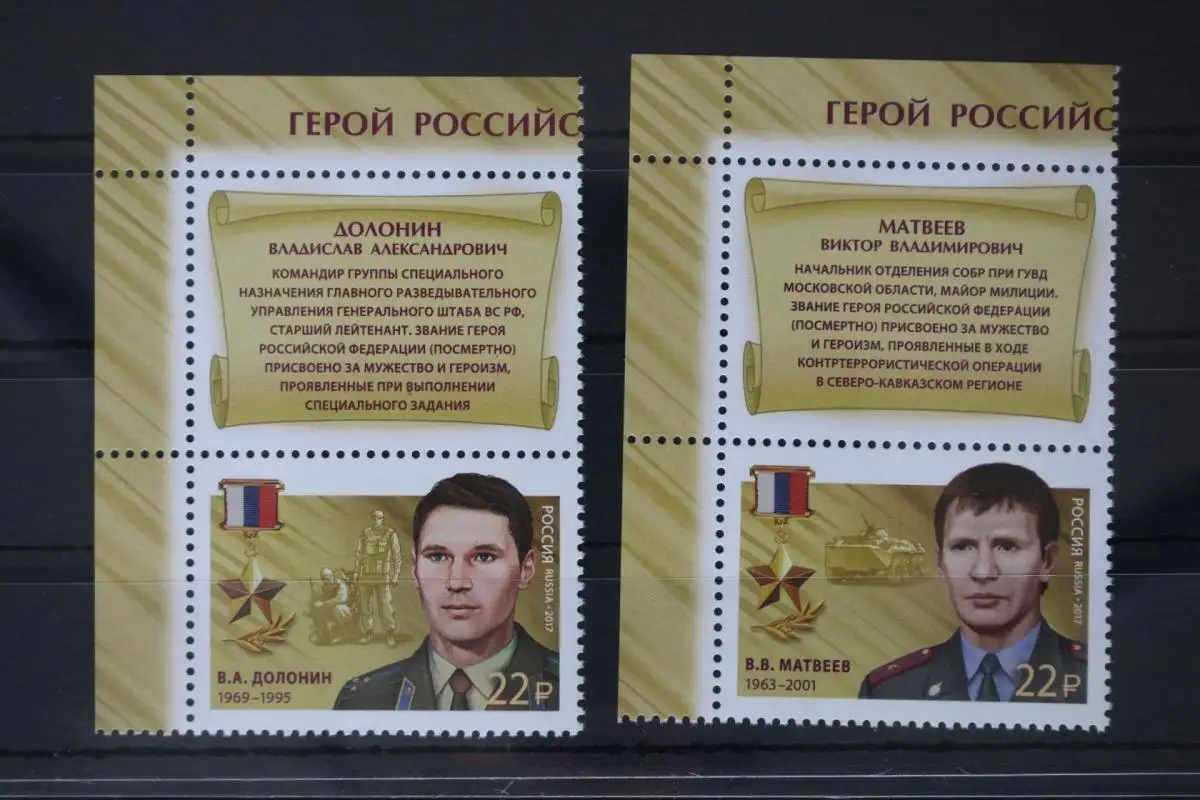 ГЕРОЙ РОССИЙС
ДОЛОНИН
ВЛАДИСЛАВ АЛЕКСАНДРОВИЧ
КОМАНДИР ГРУППЫ СПЕЦИАЛЬНОГО
НАЗНАЧЕНИЯ ГЛАВНОГО РАЗВЕДЫВАТЕЛЬНОГО
УПРАВЛЕНИЯ ГЕНЕРАЛЬНОГО ШТАБА ВС РФ,
СТАРШИЙ ЛЕЙТЕНАНТ. ЗВАНИЕ ГЕРОЯ
РОССИЙСКОЙ ФЕДЕРАЦИИ (ПОСМЕРТНО)
ПРИСВОЕНО ЗА МУЖЕСТВО И ГЕРОИЗМ,
ПРОЯВЛЕННЫЕ ПРИ ВЫПОЛНЕНИИ
СПЕЦИАЛЬНОГО ЗАДАНИЯ
РОССИЯ RUSSIA • 2017
В.А. ДОЛОНИН
1969–1995
22₽
ГЕРОЙ РОССИЙС
МАТВЕЕВ
ВИКТОР ВЛАДИМИРОВИЧ
НАЧАЛЬНИК ОТДЕЛЕНИЯ СОБР ПРИ ГУВД
МОСКОВСКОЙ ОБЛАСТИ, МАЙОР МИЛИЦИИ.
ЗВАНИЕ ГЕРОЯ РОССИЙСКОЙ ФЕДЕРАЦИИ
(ПОСМЕРТНО) ПРИСВОЕНО ЗА МУЖЕСТВО
И ГЕРОИЗМ, ПРОЯВЛЕННЫЕ В ХОДЕ
КОНТРТЕРРОРИСТИЧЕСКОЙ ОПЕРАЦИИ
В СЕВЕРО-КАВКАЗСКОМ РЕГИОНЕ
РОССИЯ RUSSIA • 2017
В.В. МАТВЕЕВ
1963–2001
22₽